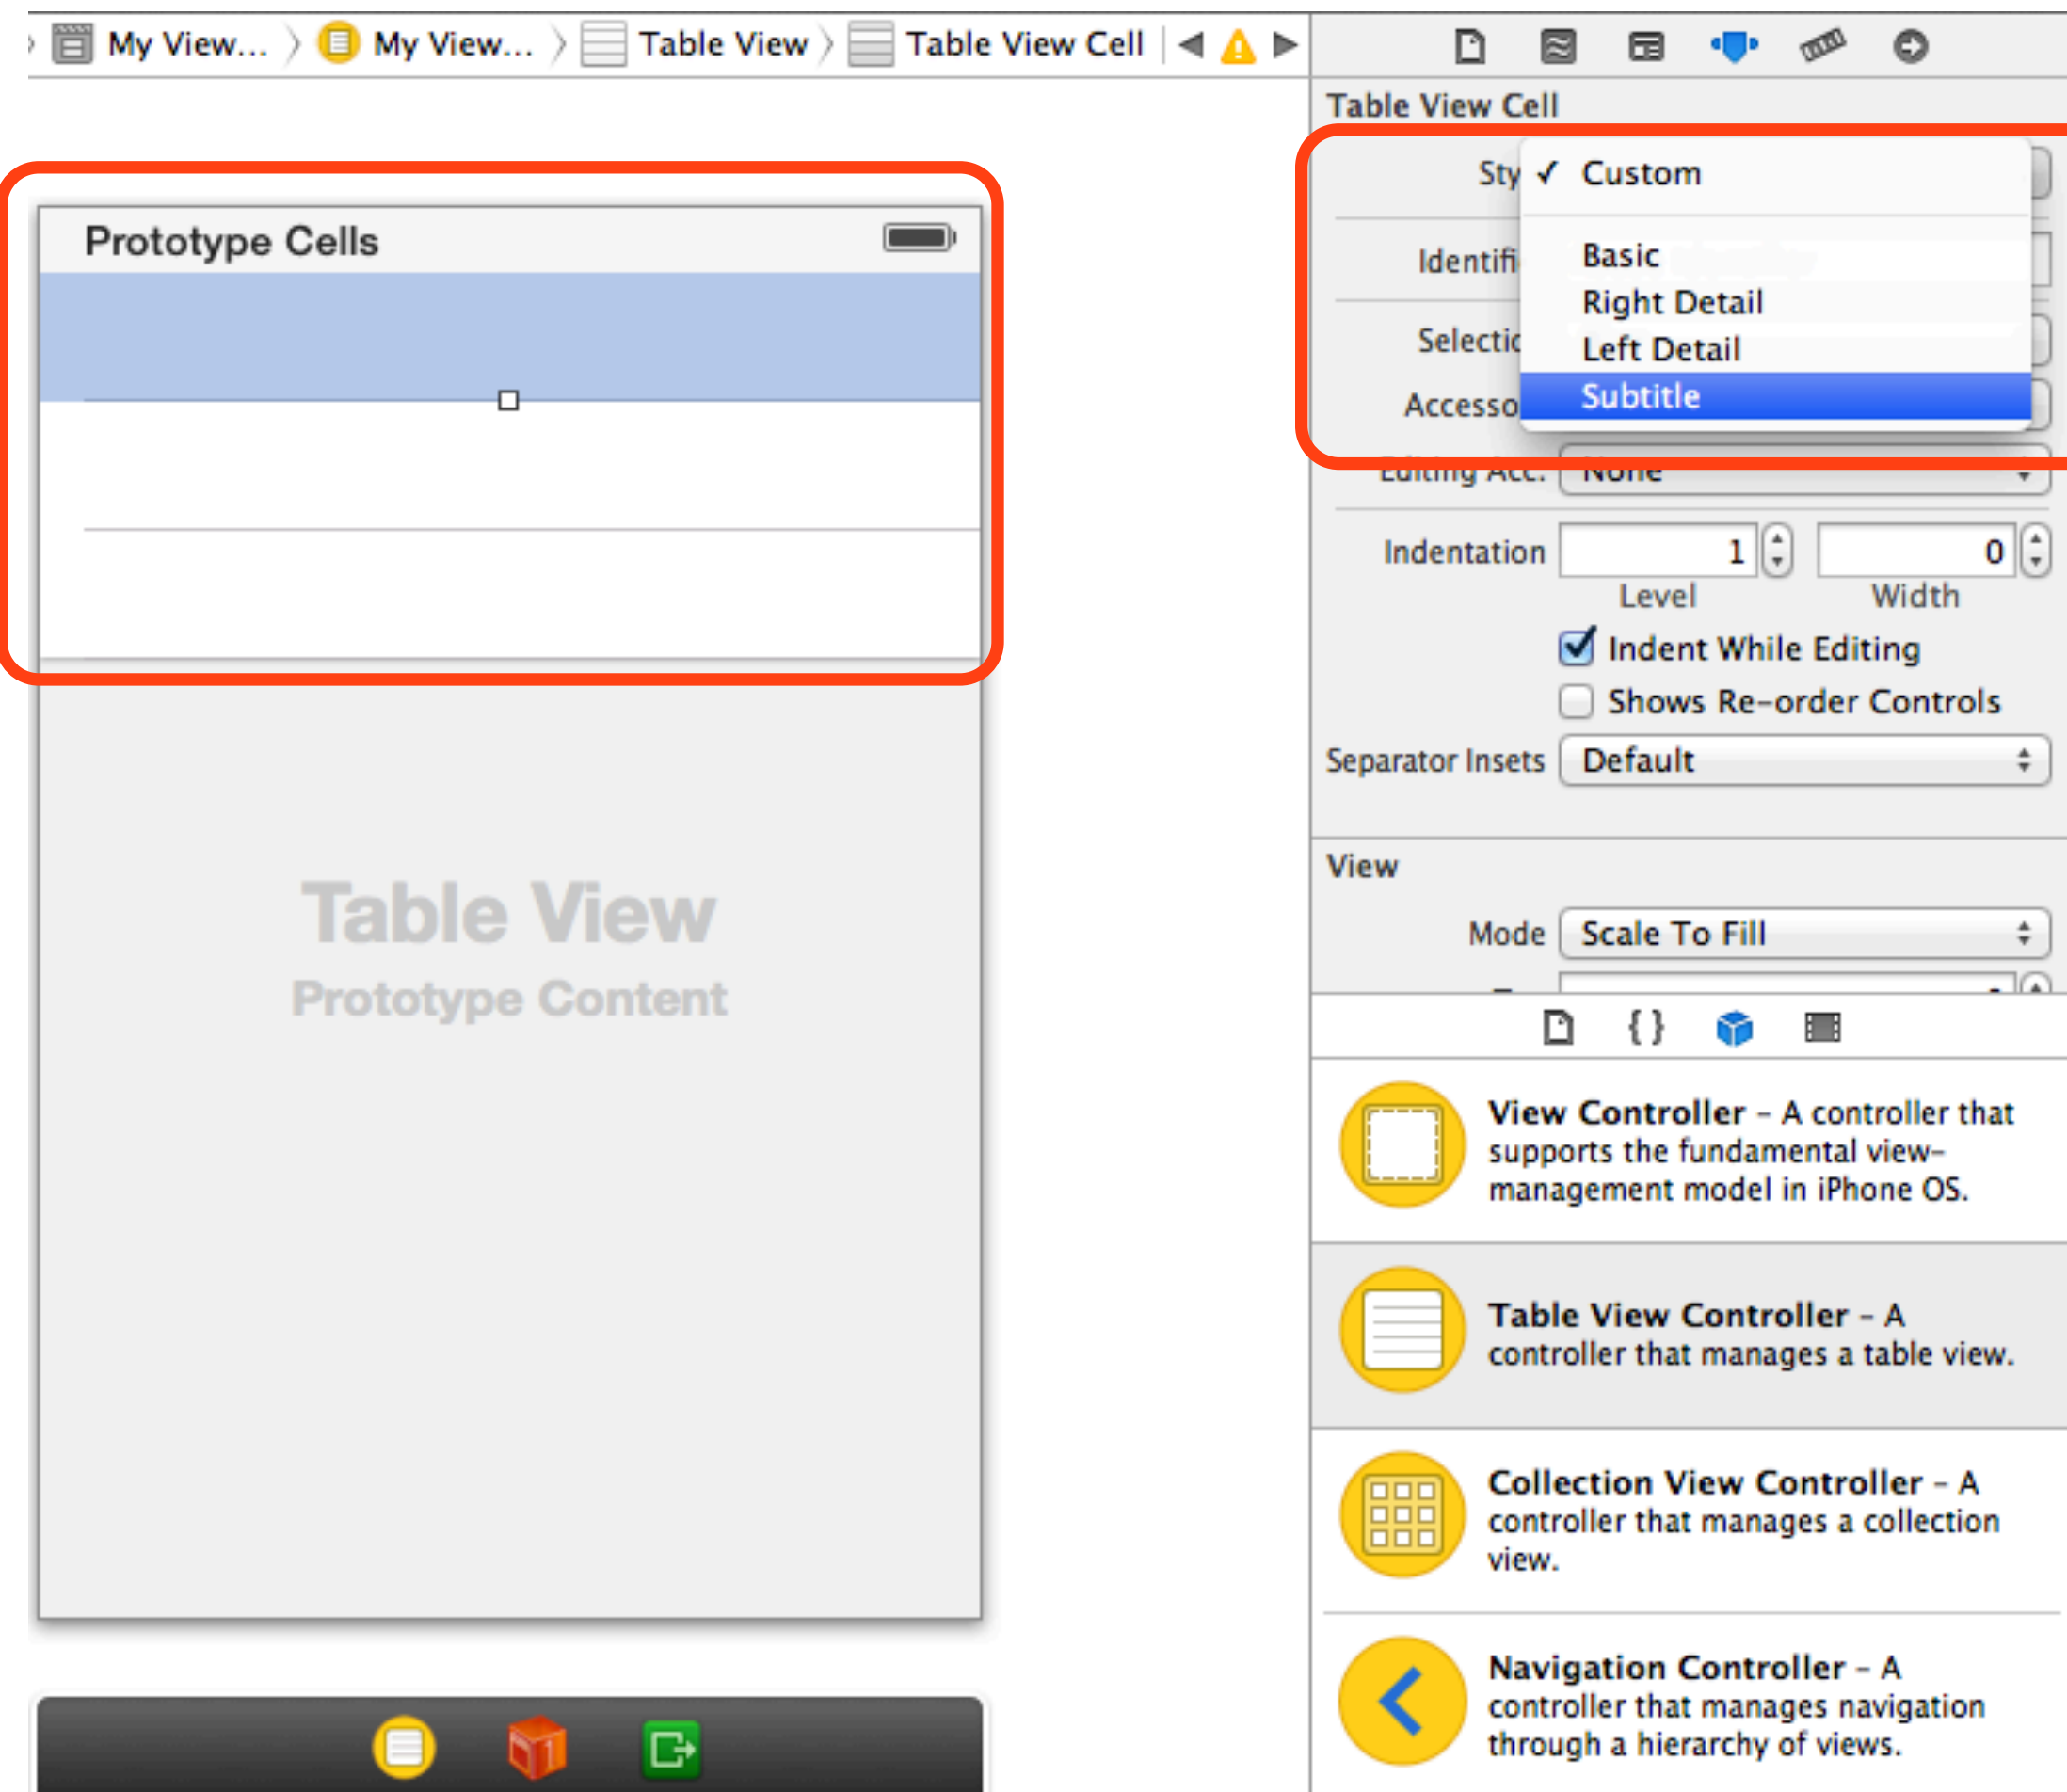 My View... My View... Table View Table View Cell
Prototype Cells
Table View
Prototype Content
Table View Cell
Sty ✓ Custom
Identifi Basic
Right Detail
Selectio Left Detail
Accesso Subtitle
Editing Acc. None
Indentation 1 0
Level Width
Indent While Editing
Shows Re-order Controls
Separator Insets Default
View
Mode Scale To Fill
{}
View Controller – A controller that
supports the fundamental view-
management model in iPhone OS.
Table View Controller – A
controller that manages a table view.
Collection View Controller – A
controller that manages a collection
view.
Navigation Controller – A
controller that manages navigation
through a hierarchy of views.
1